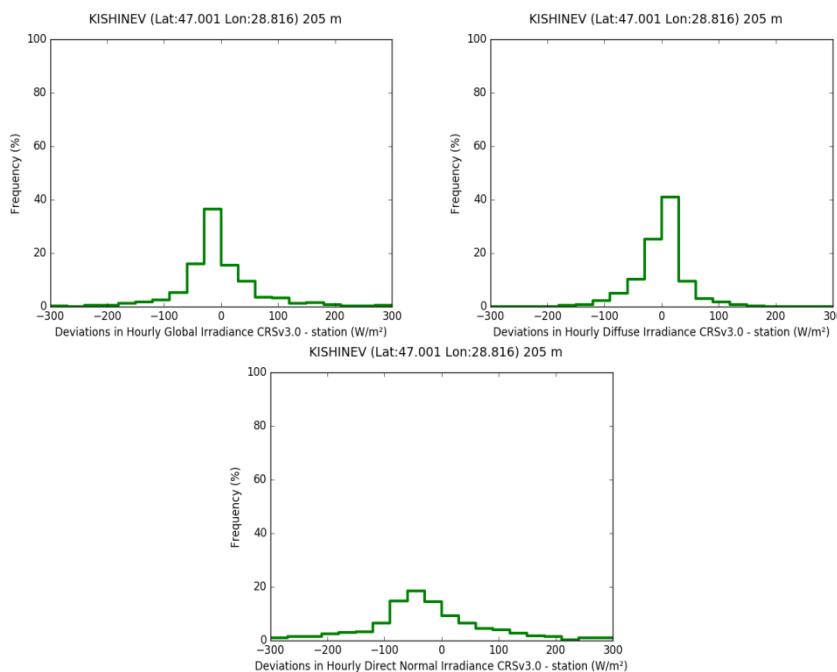 KISHINEV (Lat:47.001 Lon:28.816) 205 m
100
80
60
40
20
0
Frequency (%)
−300 −200 −100 0 100 200 300
Deviations in Hourly Global Irradiance CRSv3.0 - station (W/m²)
KISHINEV (Lat:47.001 Lon:28.816) 205 m
100
80
60
40
20
0
Frequency (%)
−300 −200 −100 0 100 200 300
Deviations in Hourly Diffuse Irradiance CRSv3.0 - station (W/m²)
KISHINEV (Lat:47.001 Lon:28.816) 205 m
100
80
60
40
20
0
Frequency (%)
−300 −200 −100 0 100 200 300
Deviations in Hourly Direct Normal Irradiance CRSv3.0 - station (W/m²)